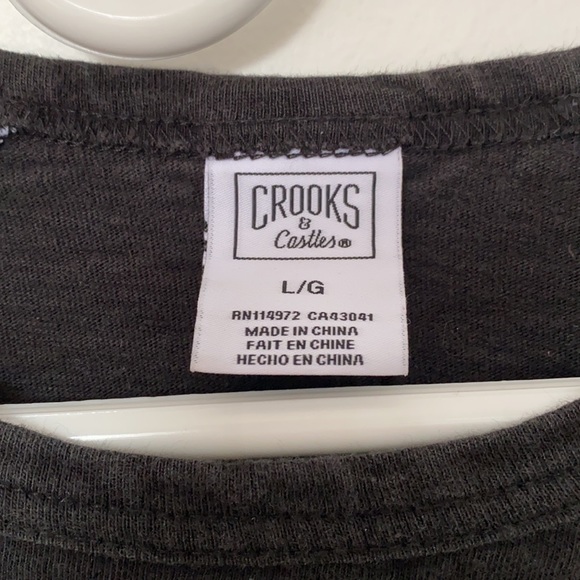 CROOKS
&
Castles®
L/G
RN114972 CA43041
MADE IN CHINA
FAIT EN CHINE
HECHO EN CHINA